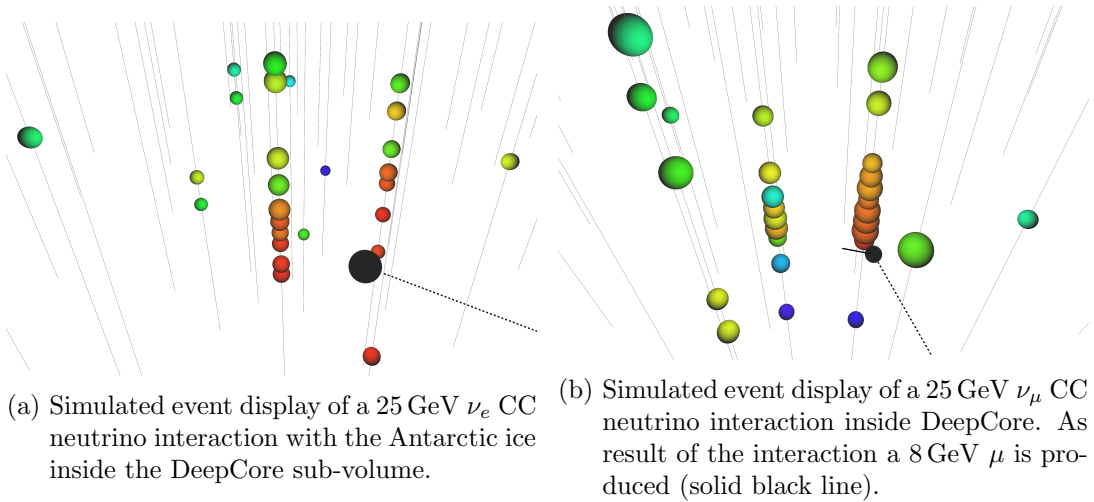 (a) Simulated event display of a 25 GeV νe CC
neutrino interaction with the Antarctic ice
inside the DeepCore sub-volume.
(b) Simulated event display of a 25 GeV νμ CC
neutrino interaction inside DeepCore. As
result of the interaction a 8 GeV μ is pro-
duced (solid black line).